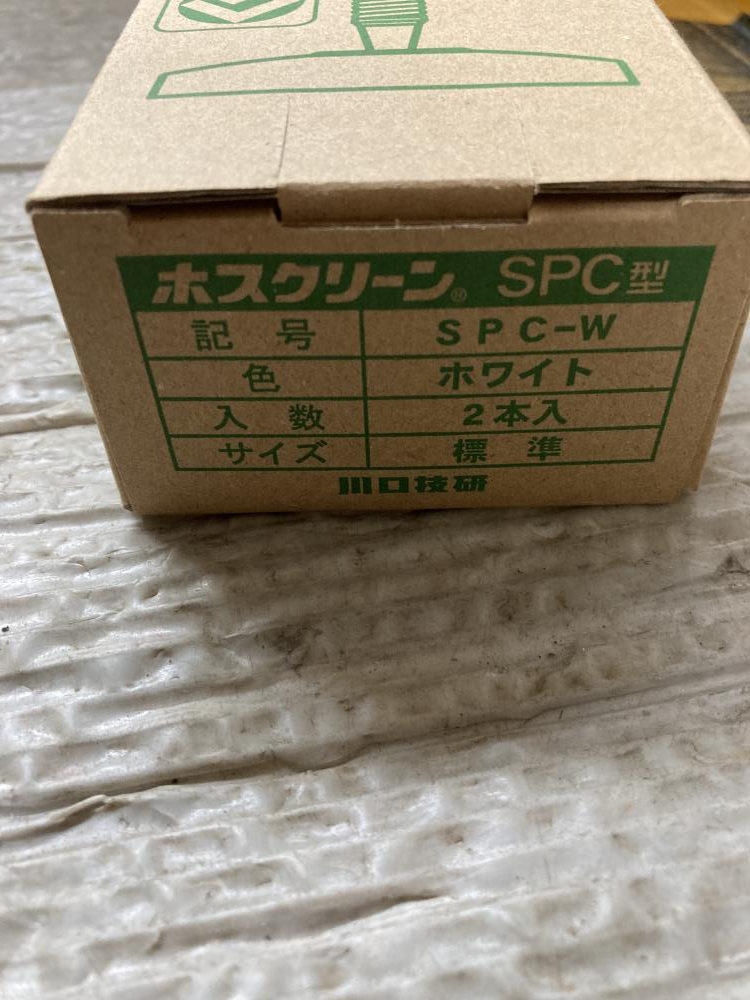 ホスクリーン® SPC型
記号 SPC-W
色 ホワイト
入数 2本入
サイズ 標準
川口技研